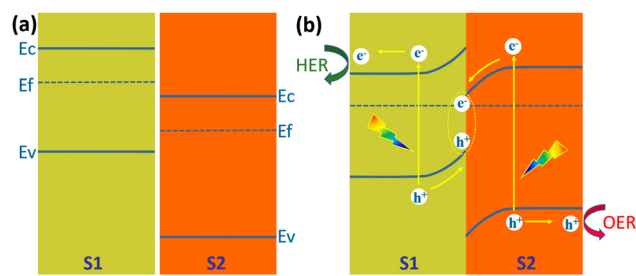 (a)
Ec
Ef
Ev
Ec
Ef
Ev
S1
S2
(b)
HER
e⁻
e⁻
e⁻
e⁻
h⁺
h⁺
h⁺
h⁺
OER
S1
S2